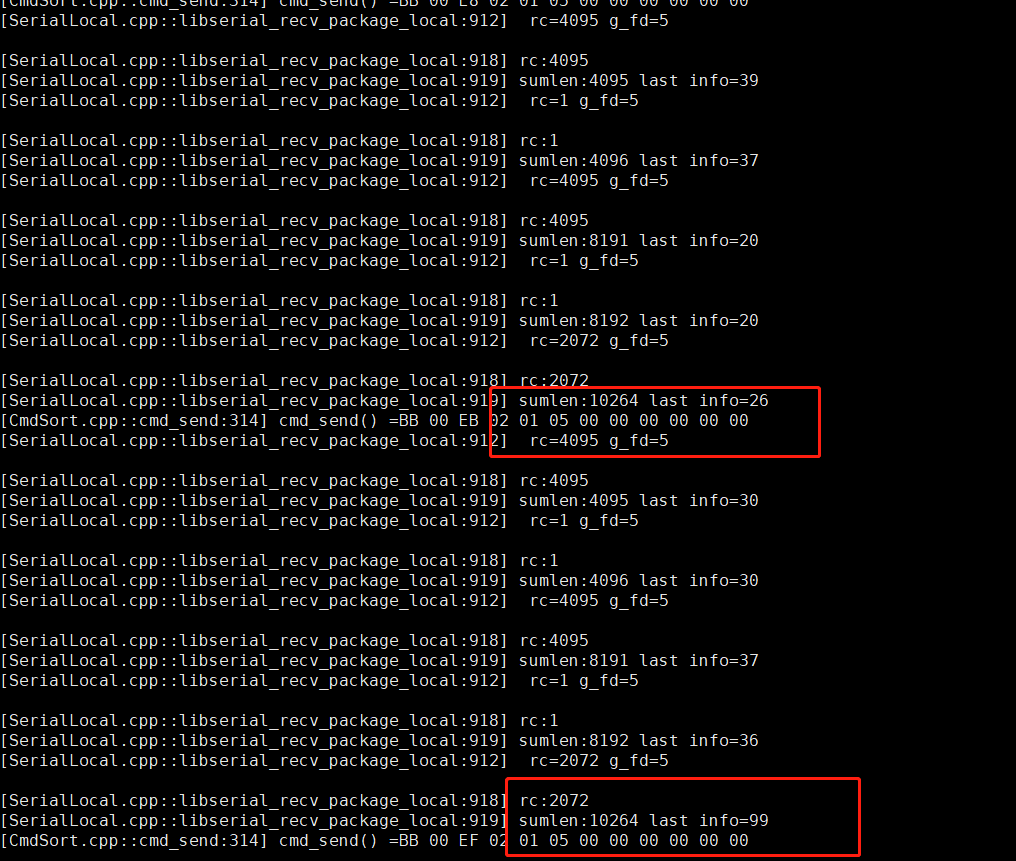 [CmdSort.cpp::cmd_send:314] cmd_send() =BB 00 E8 02 01 05 00 00 00 00 00 00
[SerialLocal.cpp::libserial_recv_package_local:912]  rc=4095 g_fd=5
[SerialLocal.cpp::libserial_recv_package_local:918] rc:4095
[SerialLocal.cpp::libserial_recv_package_local:919] sumlen:4095 last info=39
[SerialLocal.cpp::libserial_recv_package_local:912]  rc=1 g_fd=5
[SerialLocal.cpp::libserial_recv_package_local:918] rc:1
[SerialLocal.cpp::libserial_recv_package_local:919] sumlen:4096 last info=37
[SerialLocal.cpp::libserial_recv_package_local:912]  rc=4095 g_fd=5
[SerialLocal.cpp::libserial_recv_package_local:918] rc:4095
[SerialLocal.cpp::libserial_recv_package_local:919] sumlen:8191 last info=20
[SerialLocal.cpp::libserial_recv_package_local:912]  rc=1 g_fd=5
[SerialLocal.cpp::libserial_recv_package_local:918] rc:1
[SerialLocal.cpp::libserial_recv_package_local:919] sumlen:8192 last info=20
[SerialLocal.cpp::libserial_recv_package_local:912]  rc=2072 g_fd=5
[SerialLocal.cpp::libserial_recv_package_local:918] rc:2072
[SerialLocal.cpp::libserial_recv_package_local:919] sumlen:10264 last info=26
[CmdSort.cpp::cmd_send:314] cmd_send() =BB 00 EB 02 01 05 00 00 00 00 00 00
[SerialLocal.cpp::libserial_recv_package_local:912]  rc=4095 g_fd=5
[SerialLocal.cpp::libserial_recv_package_local:918] rc:4095
[SerialLocal.cpp::libserial_recv_package_local:919] sumlen:4095 last info=30
[SerialLocal.cpp::libserial_recv_package_local:912]  rc=1 g_fd=5
[SerialLocal.cpp::libserial_recv_package_local:918] rc:1
[SerialLocal.cpp::libserial_recv_package_local:919] sumlen:4096 last info=30
[SerialLocal.cpp::libserial_recv_package_local:912]  rc=4095 g_fd=5
[SerialLocal.cpp::libserial_recv_package_local:918] rc:4095
[SerialLocal.cpp::libserial_recv_package_local:919] sumlen:8191 last info=37
[SerialLocal.cpp::libserial_recv_package_local:912]  rc=1 g_fd=5
[SerialLocal.cpp::libserial_recv_package_local:918] rc:1
[SerialLocal.cpp::libserial_recv_package_local:919] sumlen:8192 last info=36
[SerialLocal.cpp::libserial_recv_package_local:912]  rc=2072 g_fd=5
[SerialLocal.cpp::libserial_recv_package_local:918] rc:2072
[SerialLocal.cpp::libserial_recv_package_local:919] sumlen:10264 last info=99
[CmdSort.cpp::cmd_send:314] cmd_send() =BB 00 EF 02 01 05 00 00 00 00 00 00